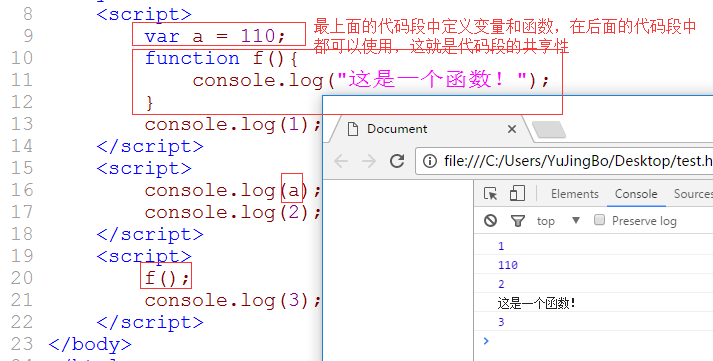 8 <script>
9 var a = 110;
最上面的代码段中定义变量和函数，在后面的代码段中
都可以使用，这就是代码段的共享性
10 function f(){
11 console.log("这是一个函数！");
12 }
13 console.log(1);
14 </script>
15 <script>
16 console.log(a);
17 console.log(2);
18 </script>
19 <script>
20 f();
21 console.log(3);
22 </script>
23 </body>
Document
file:///C:/Users/YuJingBo/Desktop/test.h
Elements Console Sources
top Preserve log
1
110
2
这是一个函数！
3